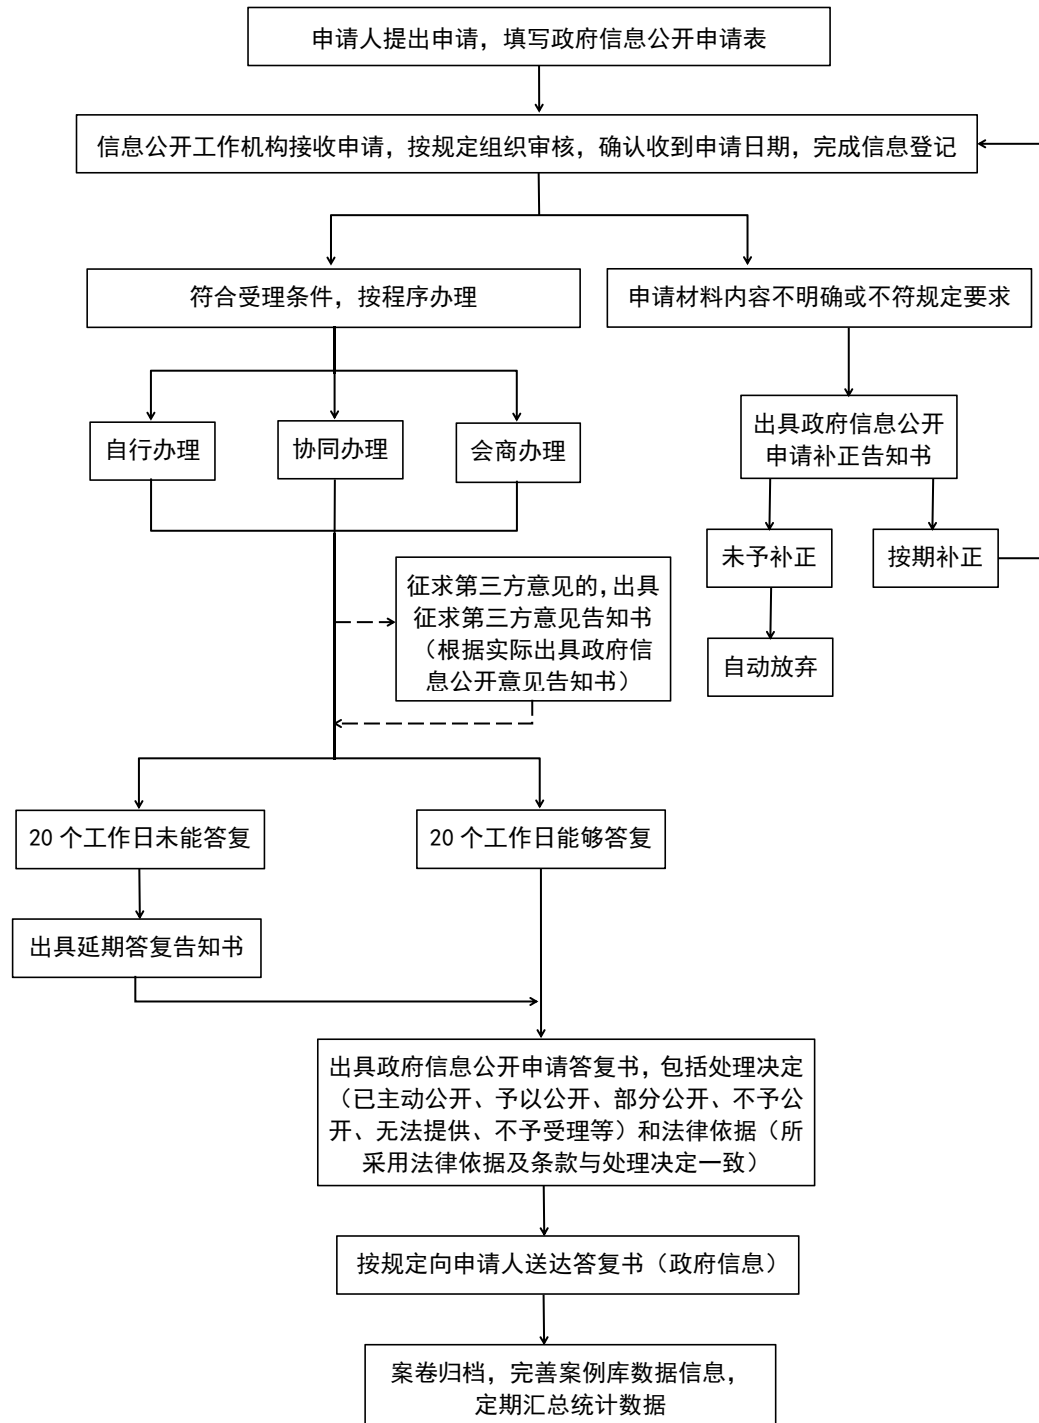 申请人提出申请，填写政府信息公开申请表
信息公开工作机构接收申请，按规定组织审核，确认收到申请日期，完成信息登记
符合受理条件，按程序办理
申请材料内容不明确或不符规定要求
自行办理
协同办理
会商办理
出具政府信息公开
申请补正告知书
未予补正
按期补正
自动放弃
征求第三方意见的，出具
征求第三方意见告知书
（根据实际出具政府信
息公开意见告知书）
20 个工作日未能答复
20 个工作日能够答复
出具延期答复告知书
出具政府信息公开申请答复书，包括处理决定
（已主动公开、予以公开、部分公开、不予公
开、无法提供、不予受理等）和法律依据（所
采用法律依据及条款与处理决定一致）
按规定向申请人送达答复书（政府信息）
案卷归档，完善案例库数据信息，
定期汇总统计数据